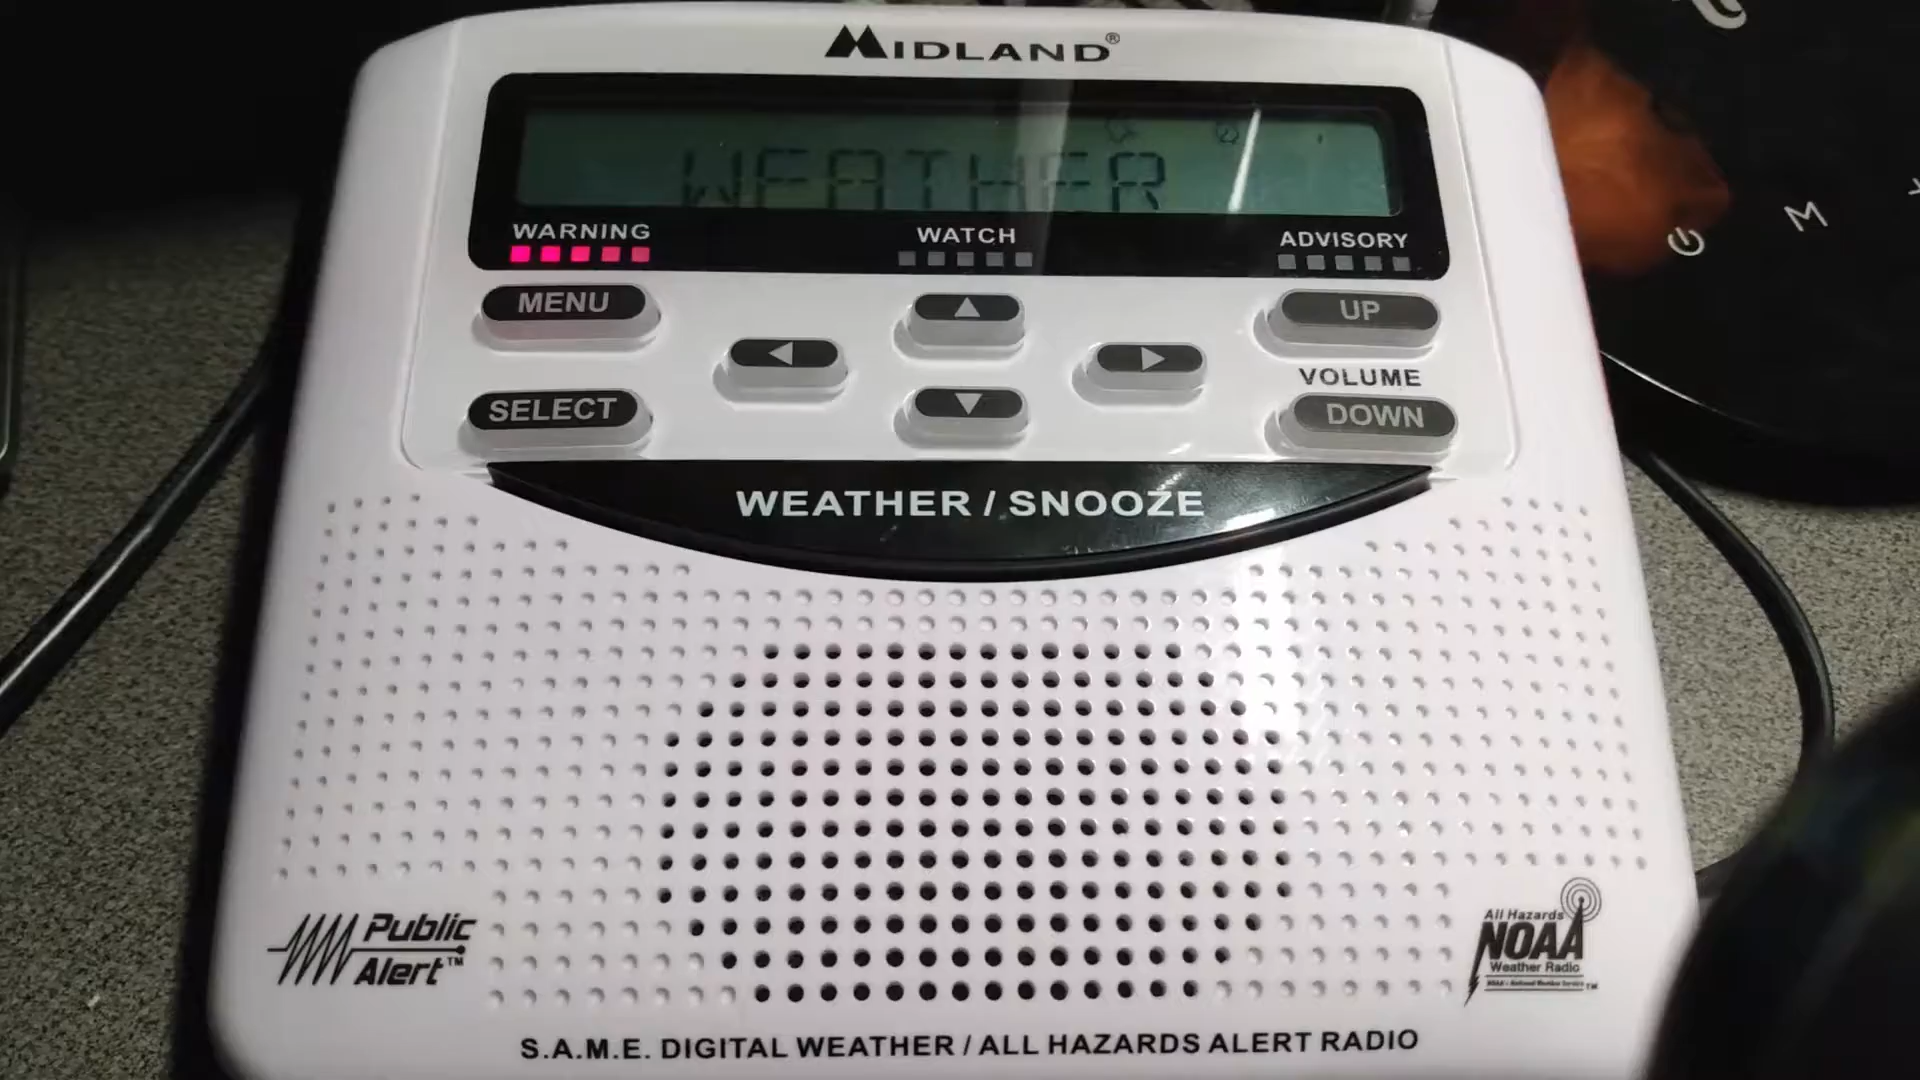 MIDLAND®
WEATHER
WARNING
WATCH
ADVISORY
MENU
UP
VOLUME
SELECT
DOWN
WEATHER / SNOOZE
M
Public
Alert™
All Hazards
NOAA
Weather Radio
S.A.M.E. DIGITAL WEATHER / ALL HAZARDS ALERT RADIO